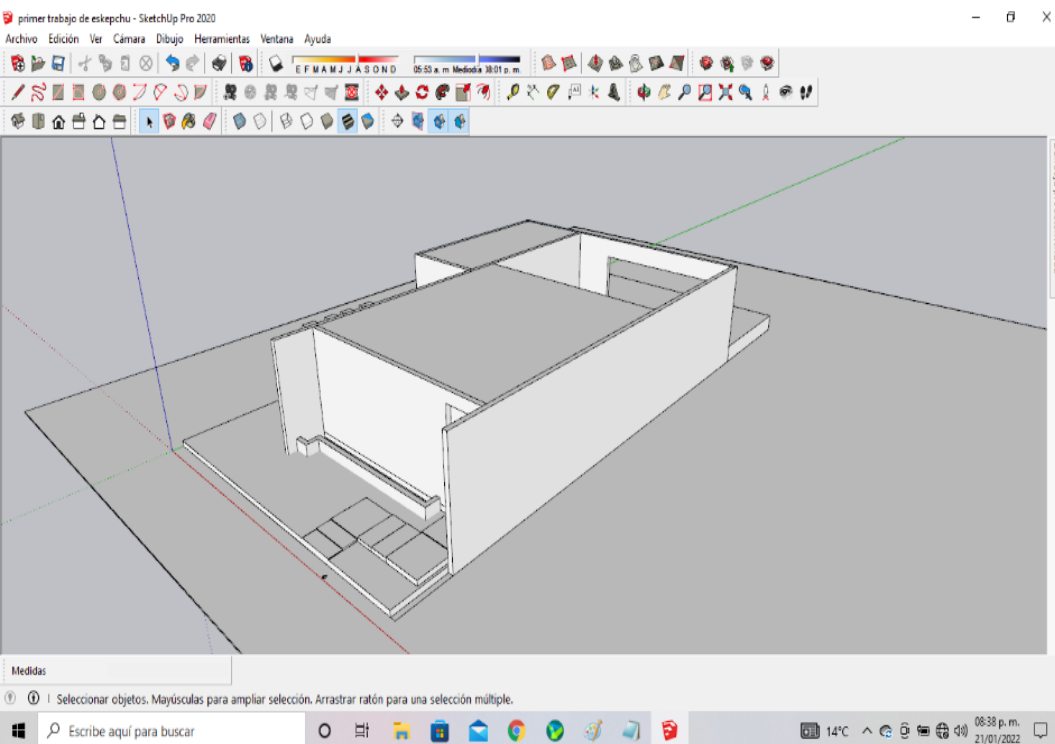 primer trabajo de eskepchu - SketchUp Pro 2020
Archivo Edición Ver Cámara Dibujo Herramientas Ventana Ayuda
E F M A M J J A S O N D 05:53 a. m. Mediodía 38:01 p. m.
Medidas
Seleccionar objetos. Mayúsculas para ampliar selección. Arrastrar ratón para una selección múltiple.
Escribe aquí para buscar
14°C
08:38 p. m.
21/01/2022